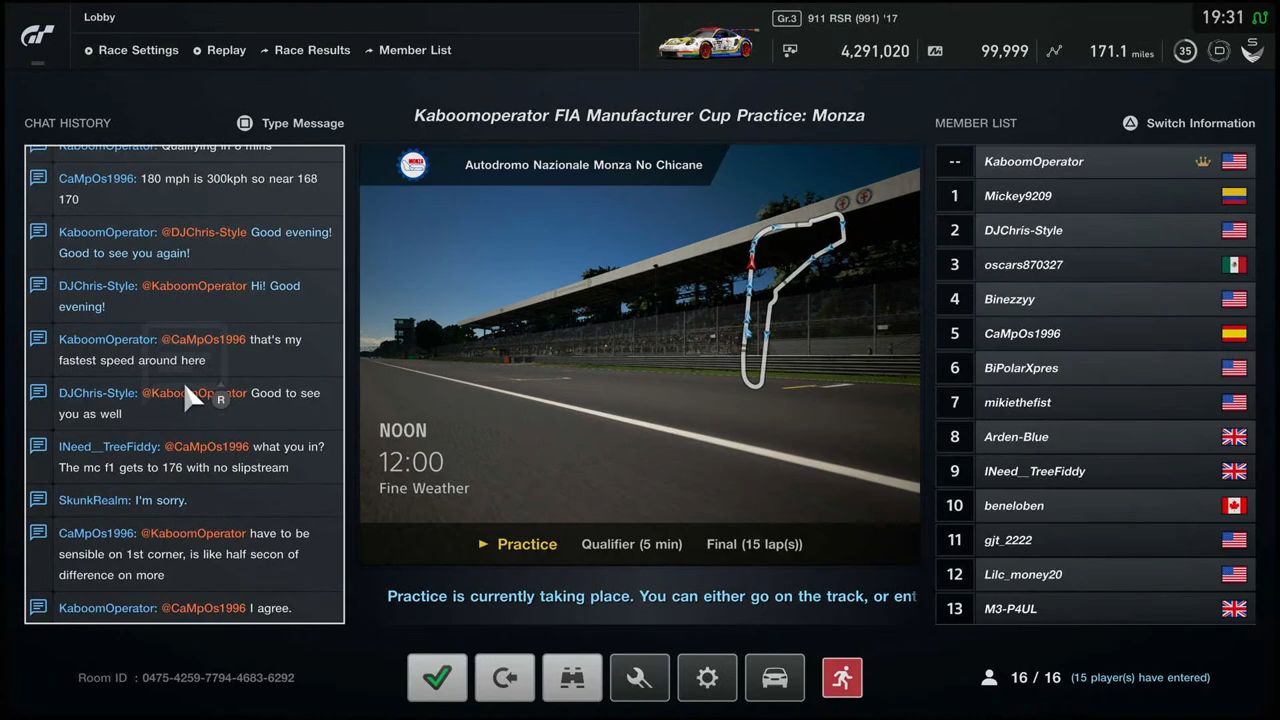 Lobby
Race Settings
Replay
Race Results
Member List
Gr.3
911 RSR (991) '17
4,291,020
99,999
171.1 miles
35
S
19:31
CHAT HISTORY
Type Message
CaMpOs1996: 180 mph is 300kph so near 168
170
KaboomOperator: @DJChris-Style Good evening!
Good to see you again!
DJChris-Style: @KaboomOperator Hi! Good
evening!
KaboomOperator: @CaMpOs1996 that's my
fastest speed around here
DJChris-Style: @KaboomOperator Good to see
you as well
R
INeed__TreeFiddy: @CaMpOs1996 what you in?
The mc f1 gets to 176 with no slipstream
SkunkRealm: I'm sorry.
CaMpOs1996: @KaboomOperator have to be
sensible on 1st corner, is like half secon of
difference on more
KaboomOperator: @CaMpOs1996 I agree.
Room ID : 0475-4259-7794-4683-6292
Kaboomoperator FIA Manufacturer Cup Practice: Monza
Autodromo Nazionale Monza No Chicane
NOON
12:00
Fine Weather
Practice
Qualifier (5 min)
Final (15 lap(s))
Practice is currently taking place. You can either go on the track, or ent
MEMBER LIST
Switch Information
-- KaboomOperator
1 Mickey9209
2 DJChris-Style
3 oscars870327
4 Binezzyy
5 CaMpOs1996
6 BiPolarXpres
7 mikiethefist
8 Arden-Blue
9 INeed__TreeFiddy
10 beneloben
11 gjt_2222
12 Lilc_money20
13 M3-P4UL
16 / 16 (15 player(s) have entered)